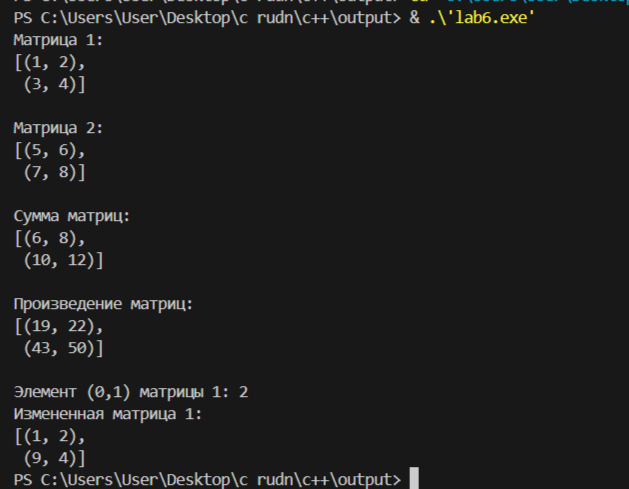 PS C:\Users\User\Desktop\c rudn\c++\output> & .\'lab6.exe'
Матрица 1:
[(1, 2),
(3, 4)]
Матрица 2:
[(5, 6),
(7, 8)]
Сумма матриц:
[(6, 8),
(10, 12)]
Произведение матриц:
[(19, 22),
(43, 50)]
Элемент (0,1) матрицы 1: 2
Измененная матрица 1:
[(1, 2),
(9, 4)]
PS C:\Users\User\Desktop\c rudn\c++\output>